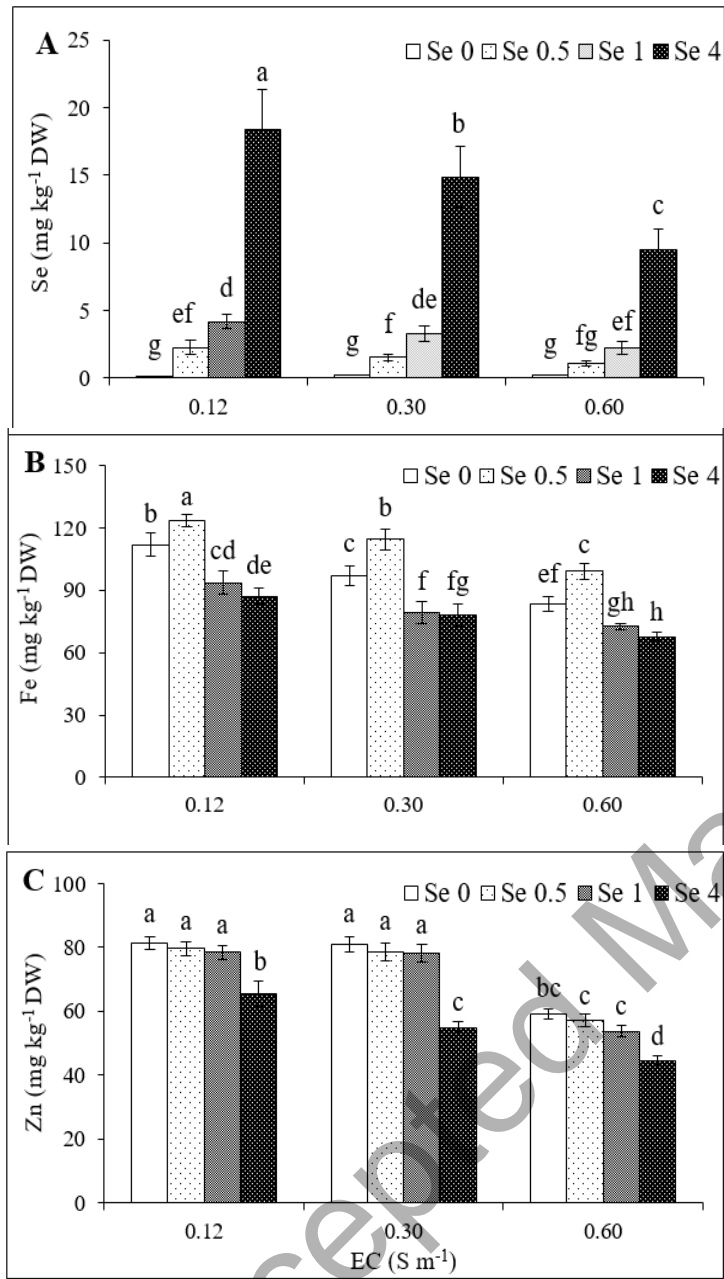 A
Se 0 Se 0.5 Se 1 Se 4
25
20
15
10
5
0
Se (mg kg⁻¹ DW)
g ef d a
g f de b
g fg ef c
0.12 0.30 0.60
B
Se 0 Se 0.5 Se 1 Se 4
150
120
90
60
30
0
Fe (mg kg⁻¹ DW)
b a cd de
c b f fg
ef c gh h
0.12 0.30 0.60
C
Se 0 Se 0.5 Se 1 Se 4
100
80
60
40
20
0
Zn (mg kg⁻¹ DW)
a a a b
a a a c
bc c c d
0.12 0.30 0.60
EC (S m⁻¹)
cepted Ma